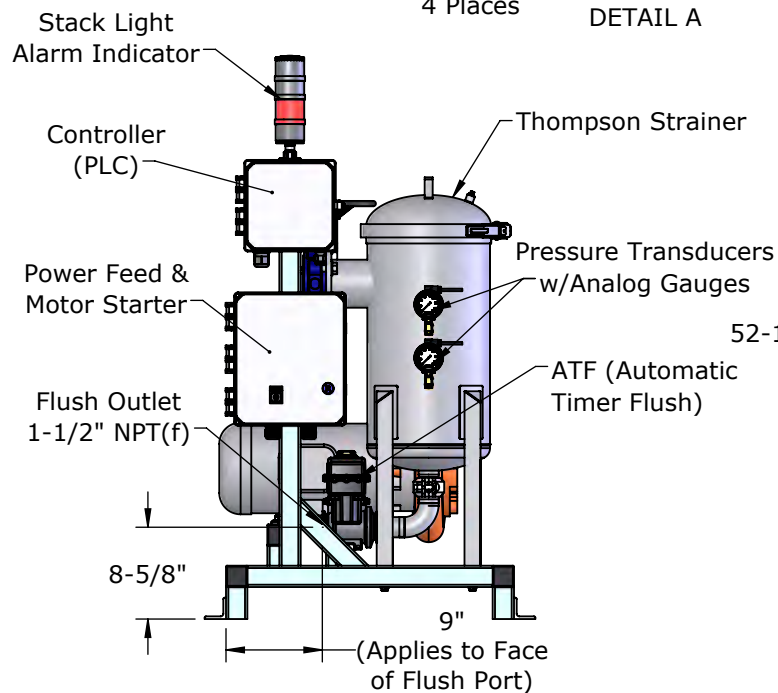 4 Places
DETAIL A
Stack Light
Alarm Indicator
Thompson Strainer
Controller
(PLC)
Pressure Transducers
w/Analog Gauges
Power Feed &
Motor Starter
52-1
ATF (Automatic
Timer Flush)
Flush Outlet
1-1/2" NPT(f)
8-5/8"
9"
(Applies to Face
of Flush Port)